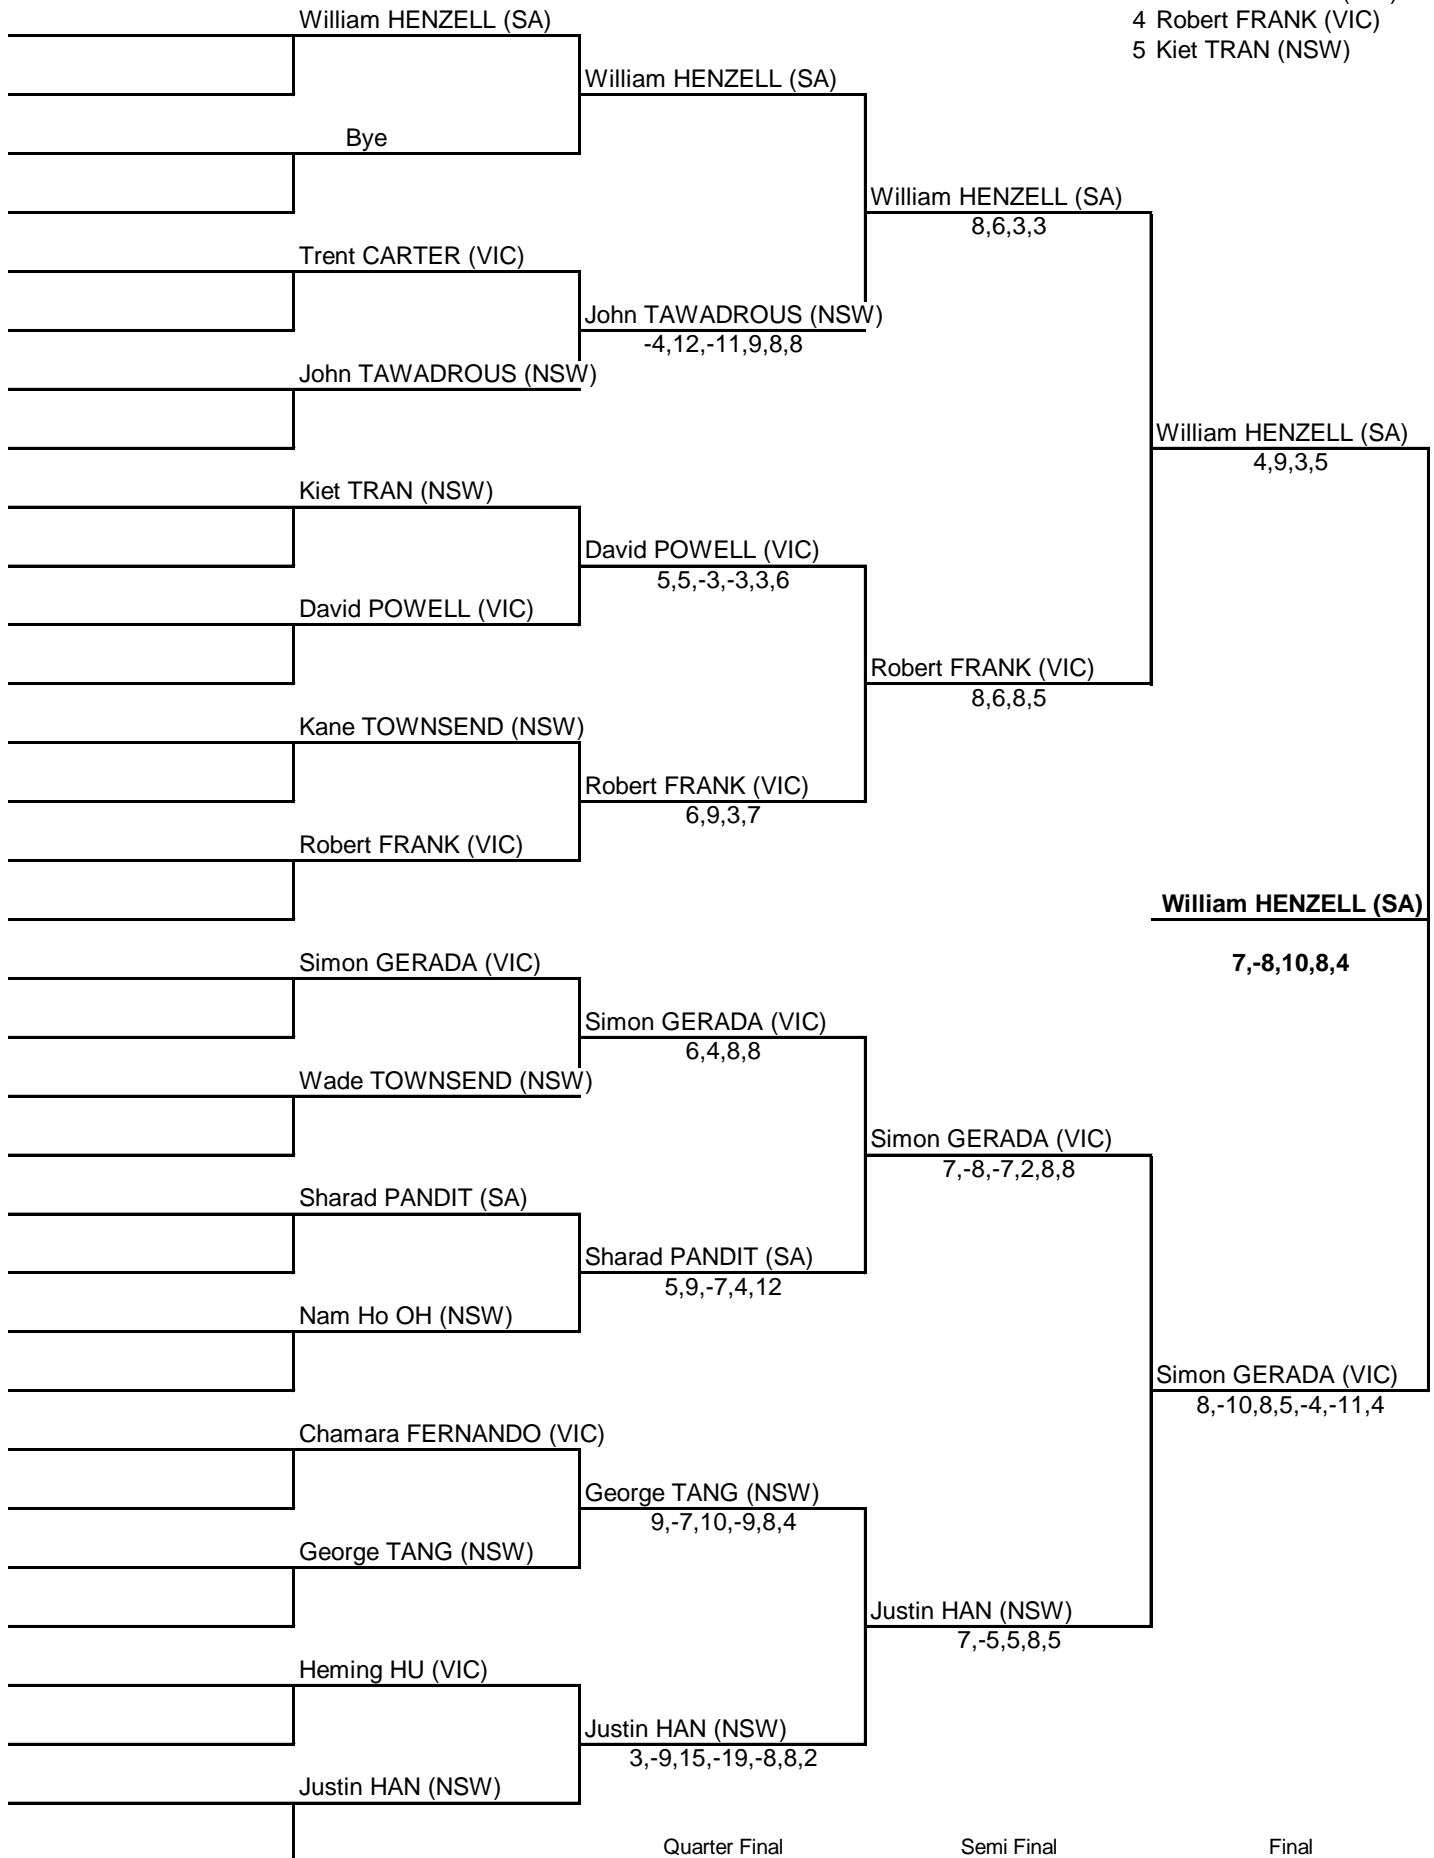 William HENZELL (SA)
4 Robert FRANK (VIC)
5 Kiet TRAN (NSW)
William HENZELL (SA)
Bye
William HENZELL (SA)
8,6,3,3
Trent CARTER (VIC)
John TAWADROUS (NSW)
-4,12,-11,9,8,8
John TAWADROUS (NSW)
William HENZELL (SA)
4,9,3,5
Kiet TRAN (NSW)
David POWELL (VIC)
5,5,-3,-3,3,6
David POWELL (VIC)
Robert FRANK (VIC)
8,6,8,5
Kane TOWNSEND (NSW)
Robert FRANK (VIC)
6,9,3,7
Robert FRANK (VIC)
William HENZELL (SA)
7,-8,10,8,4
Simon GERADA (VIC)
Simon GERADA (VIC)
6,4,8,8
Wade TOWNSEND (NSW)
Simon GERADA (VIC)
7,-8,-7,2,8,8
Sharad PANDIT (SA)
Sharad PANDIT (SA)
5,9,-7,4,12
Nam Ho OH (NSW)
Simon GERADA (VIC)
8,-10,8,5,-4,-11,4
Chamara FERNANDO (VIC)
George TANG (NSW)
9,-7,10,-9,8,4
George TANG (NSW)
Justin HAN (NSW)
7,-5,5,8,5
Heming HU (VIC)
Justin HAN (NSW)
3,-9,15,-19,-8,8,2
Justin HAN (NSW)
Quarter Final
Semi Final
Final